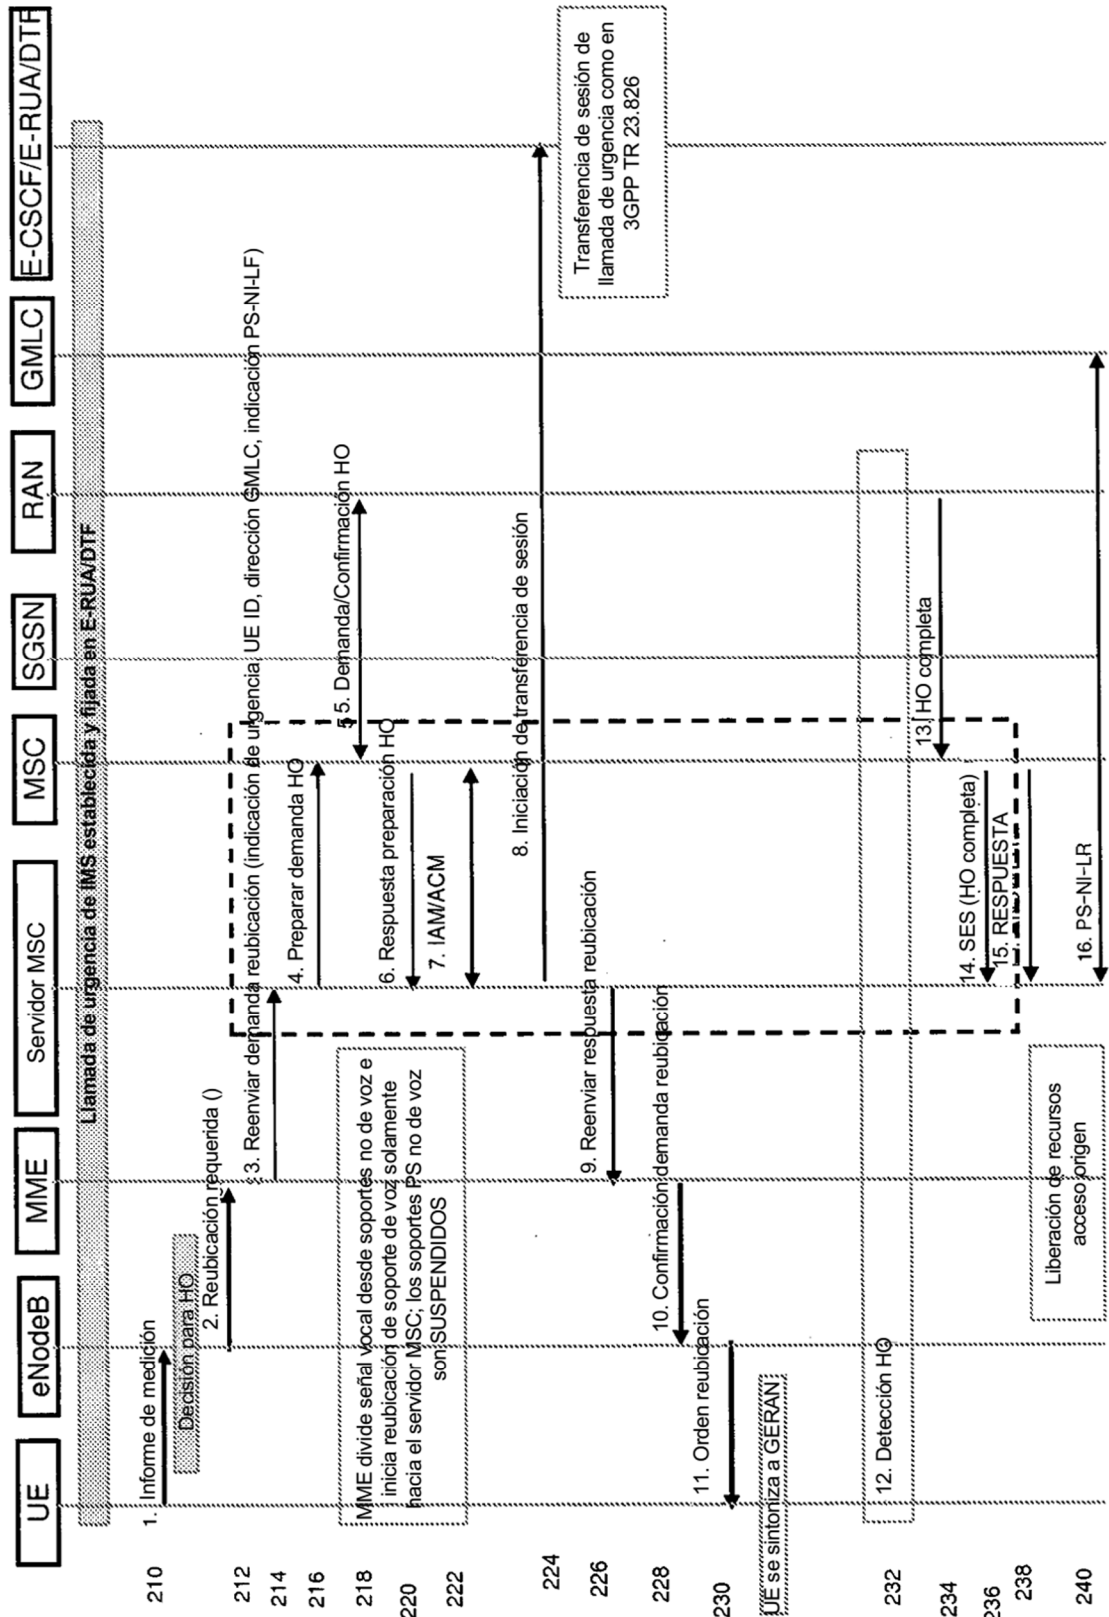 UE
eNodeB
MME
Servidor MSC
MSC
SGSN
RAN
GMLC
E-CSCF/E-RUA/DTF
Llamada de urgencia de IMS establecida y fijada en E-RUA/DTF
210
1. Informe de medición
Decisión para HO
212
2. Reubicación requerida ()
214
3. Reenviar demanda reubicación (indicación de urgencia, UE ID, dirección GMLC, indicación PS-NI-LF)
216
4. Preparar demanda HO
MME divide señal vocal desde soportes no de voz e
inicia reubicación de soporte de voz solamente
hacia el servidor MSC; los soportes PS no de voz
son SUSPENDIDOS
218
5 5. Demanda/Confirmación HO
220
6. Respuesta preparación HO
222
7. IAM/ACM
224
8. Iniciación de transferencia de sesión
Transferencia de sesión de
llamada de urgencia como en
3GPP TR 23.826
226
9. Reenviar respuesta reubicación
228
10. Confirmación demanda reubicación
230
11. Orden reubicación
UE se sintoniza a GERAN
232
12. Detección HO
234
13. HO completa
236
14. SES (HO completa)
238
15. RESPUESTA
Liberación de recursos
acceso origen
240
16. PS-NI-LR